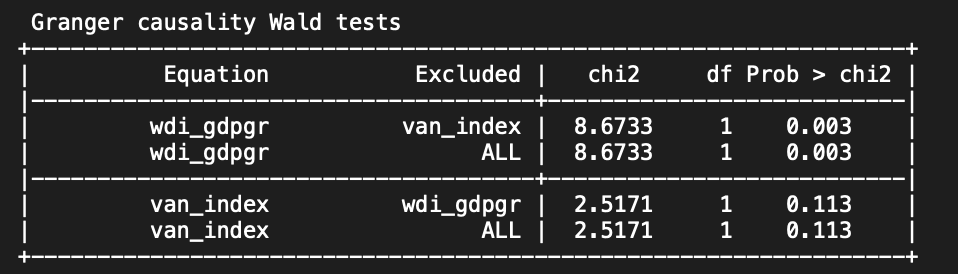 Granger causality Wald tests
Equation Excluded | chi2 df Prob > chi2
wdi_gdpgr van_index | 8.6733 1 0.003
wdi_gdpgr ALL | 8.6733 1 0.003
van_index wdi_gdpgr | 2.5171 1 0.113
van_index ALL | 2.5171 1 0.113